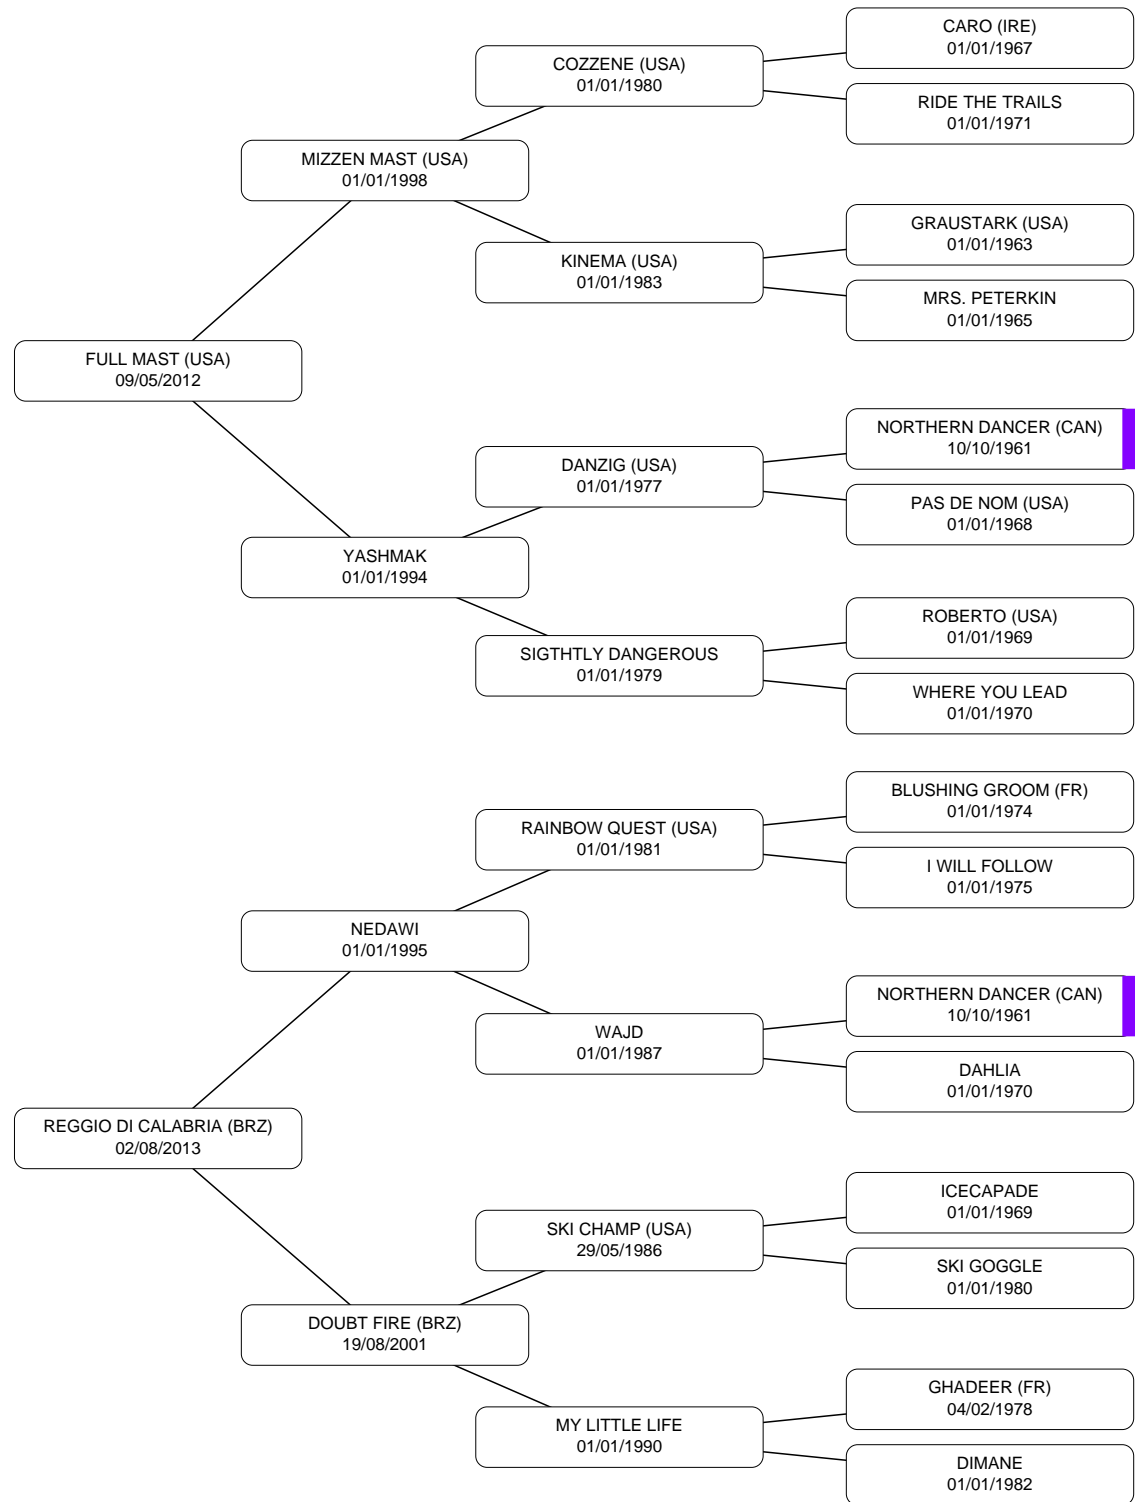 CARO (IRE)
01/01/1967
COZZENE (USA)
01/01/1980
RIDE THE TRAILS
01/01/1971
MIZZEN MAST (USA)
01/01/1998
GRAUSTARK (USA)
01/01/1963
KINEMA (USA)
01/01/1983
MRS. PETERKIN
01/01/1965
FULL MAST (USA)
09/05/2012
NORTHERN DANCER (CAN)
10/10/1961
DANZIG (USA)
01/01/1977
PAS DE NOM (USA)
01/01/1968
YASHMAK
01/01/1994
ROBERTO (USA)
01/01/1969
SIGTHTLY DANGEROUS
01/01/1979
WHERE YOU LEAD
01/01/1970
BLUSHING GROOM (FR)
01/01/1974
RAINBOW QUEST (USA)
01/01/1981
I WILL FOLLOW
01/01/1975
NEDAWI
01/01/1995
NORTHERN DANCER (CAN)
10/10/1961
WAJD
01/01/1987
DAHLIA
01/01/1970
REGGIO DI CALABRIA (BRZ)
02/08/2013
ICECAPADE
01/01/1969
SKI CHAMP (USA)
29/05/1986
SKI GOGGLE
01/01/1980
DOUBT FIRE (BRZ)
19/08/2001
GHADEER (FR)
04/02/1978
MY LITTLE LIFE
01/01/1990
DIMANE
01/01/1982